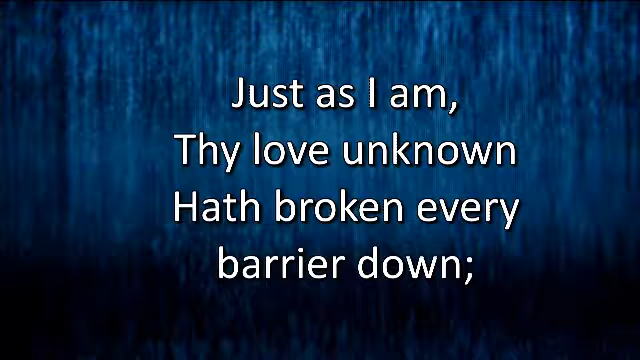 Just as I am,
Thy love unknown
Hath broken every
barrier down;